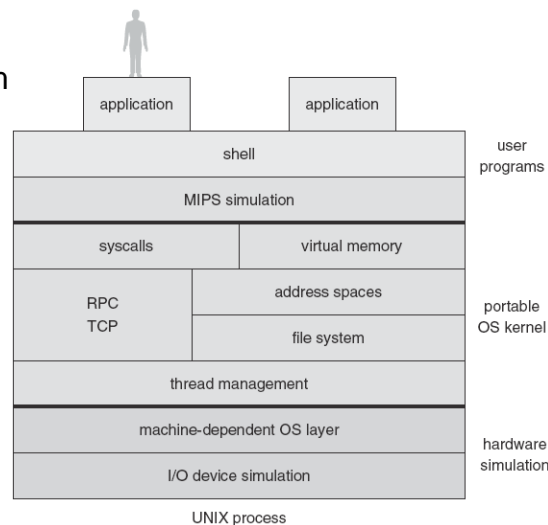 n
application
application
shell
user
programs
MIPS simulation
syscalls
virtual memory
RPC
TCP
address spaces
file system
portable
OS kernel
thread management
machine-dependent OS layer
hardware
simulation
I/O device simulation
UNIX process